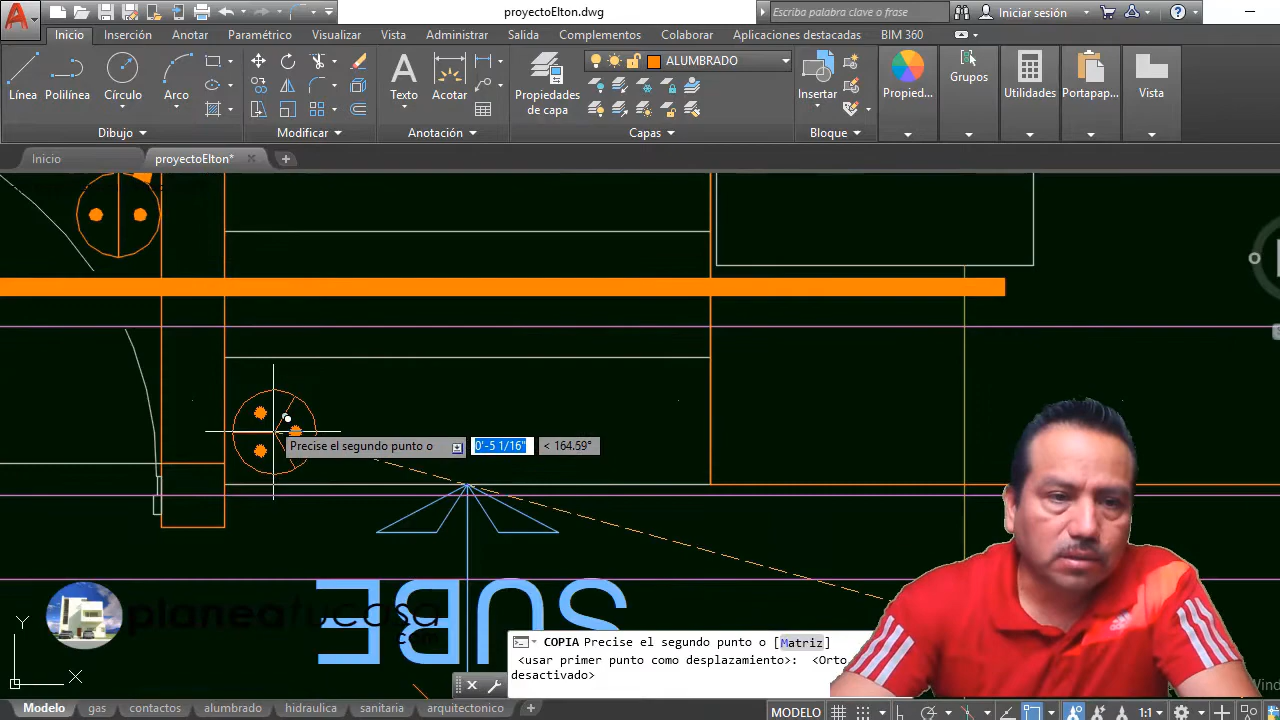 proyectoElton.dwg
Escriba palabra clave o frase
Iniciar sesión
Inicio
Inserción
Anotar
Paramétrico
Visualizar
Vista
Administrar
Salida
Complementos
Colaborar
Aplicaciones destacadas
BIM 360
Línea
Polilínea
Círculo
Arco
Texto
Acotar
Propiedades
de capa
ALUMBRADO
Insertar
Propied...
Grupos
Utilidades
Portapap...
Vista
Dibujo
Modificar
Anotación
Capas
Bloque
Inicio
proyectoElton*
Precise el segundo punto o
0'-5 1/16"
< 164.59°
SUBE
planeatucasa
.com
Y
X
COPIA Precise el segundo punto o [Matriz]
<usar primer punto como desplazamiento>: <Orto
desactivado>
Modelo
gas
contactos
alumbrado
hidraulica
sanitaria
arquitectonico
MODELO
1:1